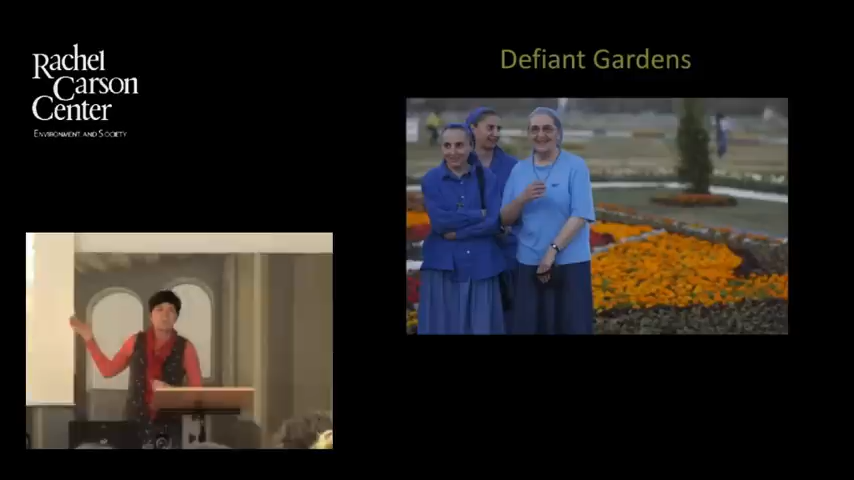 Rachel
Carson
Center
ENVIRONMENT AND SOCIETY
Defiant Gardens